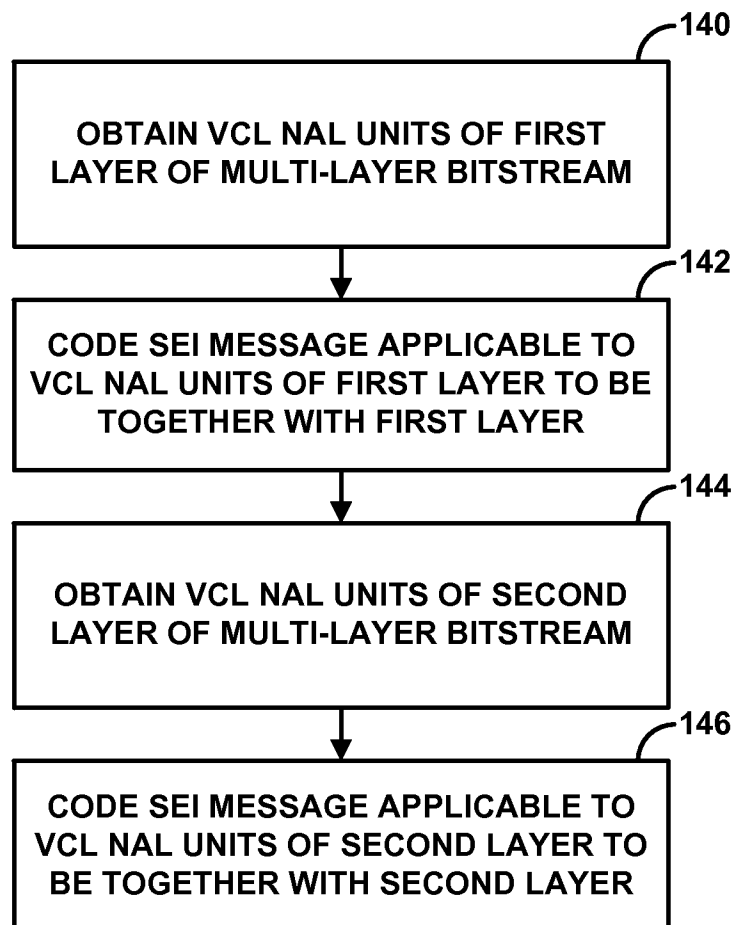 140
OBTAIN VCL NAL UNITS OF FIRST
LAYER OF MULTI-LAYER BITSTREAM
142
CODE SEI MESSAGE APPLICABLE TO
VCL NAL UNITS OF FIRST LAYER TO BE
TOGETHER WITH FIRST LAYER
144
OBTAIN VCL NAL UNITS OF SECOND
LAYER OF MULTI-LAYER BITSTREAM
146
CODE SEI MESSAGE APPLICABLE TO
VCL NAL UNITS OF SECOND LAYER TO
BE TOGETHER WITH SECOND LAYER